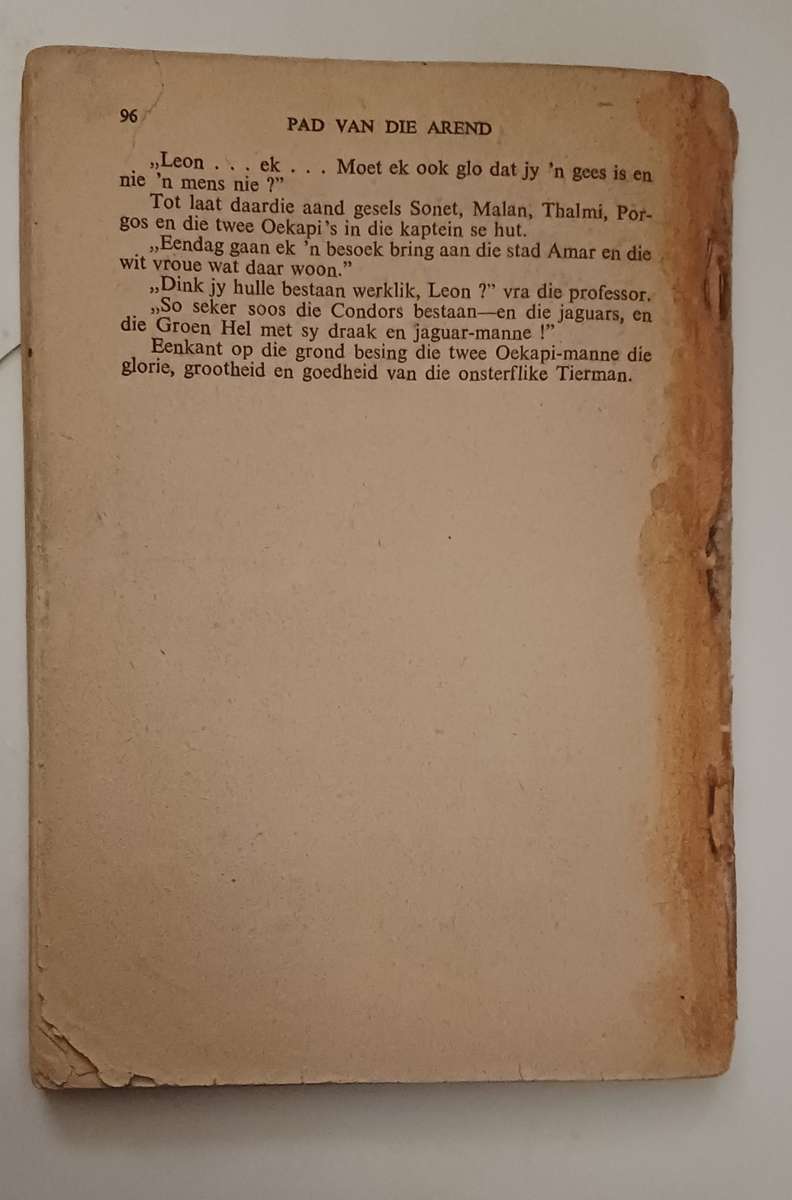 96
PAD VAN DIE AREND
„Leon . . . ek . . . Moet ek ook glo dat jy 'n gees is en
nie 'n mens nie ?”
Tot laat daardie aand gesels Sonet, Malan, Thalmi, Por-
gos en die twee Oekapi's in die kaptein se hut.
„Eendag gaan ek 'n besoek bring aan die stad Amar en die
wit vroue wat daar woon.”
„Dink jy hulle bestaan werklik, Leon ?” vra die professor.
„So seker soos die Condors bestaan—en die jaguars, en
die Groen Hel met sy draak en jaguar-manne !”
Eenkant op die grond besing die twee Oekapi-manne die
glorie, grootheid en goedheid van die onsterflike Tierman.